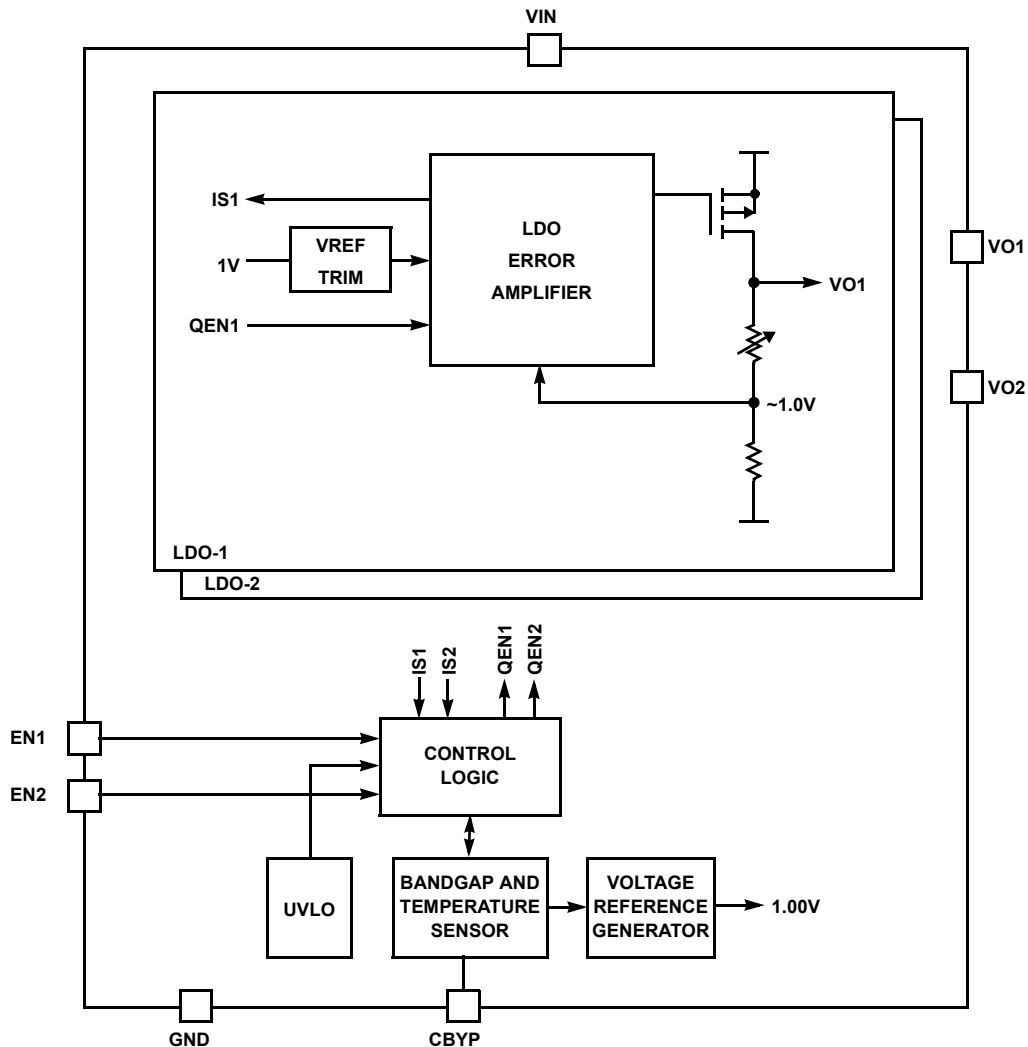 VIN
IS1
1V
VREF
TRIM
QEN1
LDO
ERROR
AMPLIFIER
VO1
~1.0V
VO1
VO2
LDO-1
LDO-2
IS1
IS2
QEN1
QEN2
EN1
EN2
CONTROL
LOGIC
UVLO
BANDGAP AND
TEMPERATURE
SENSOR
VOLTAGE
REFERENCE
GENERATOR
1.00V
GND
CBYP